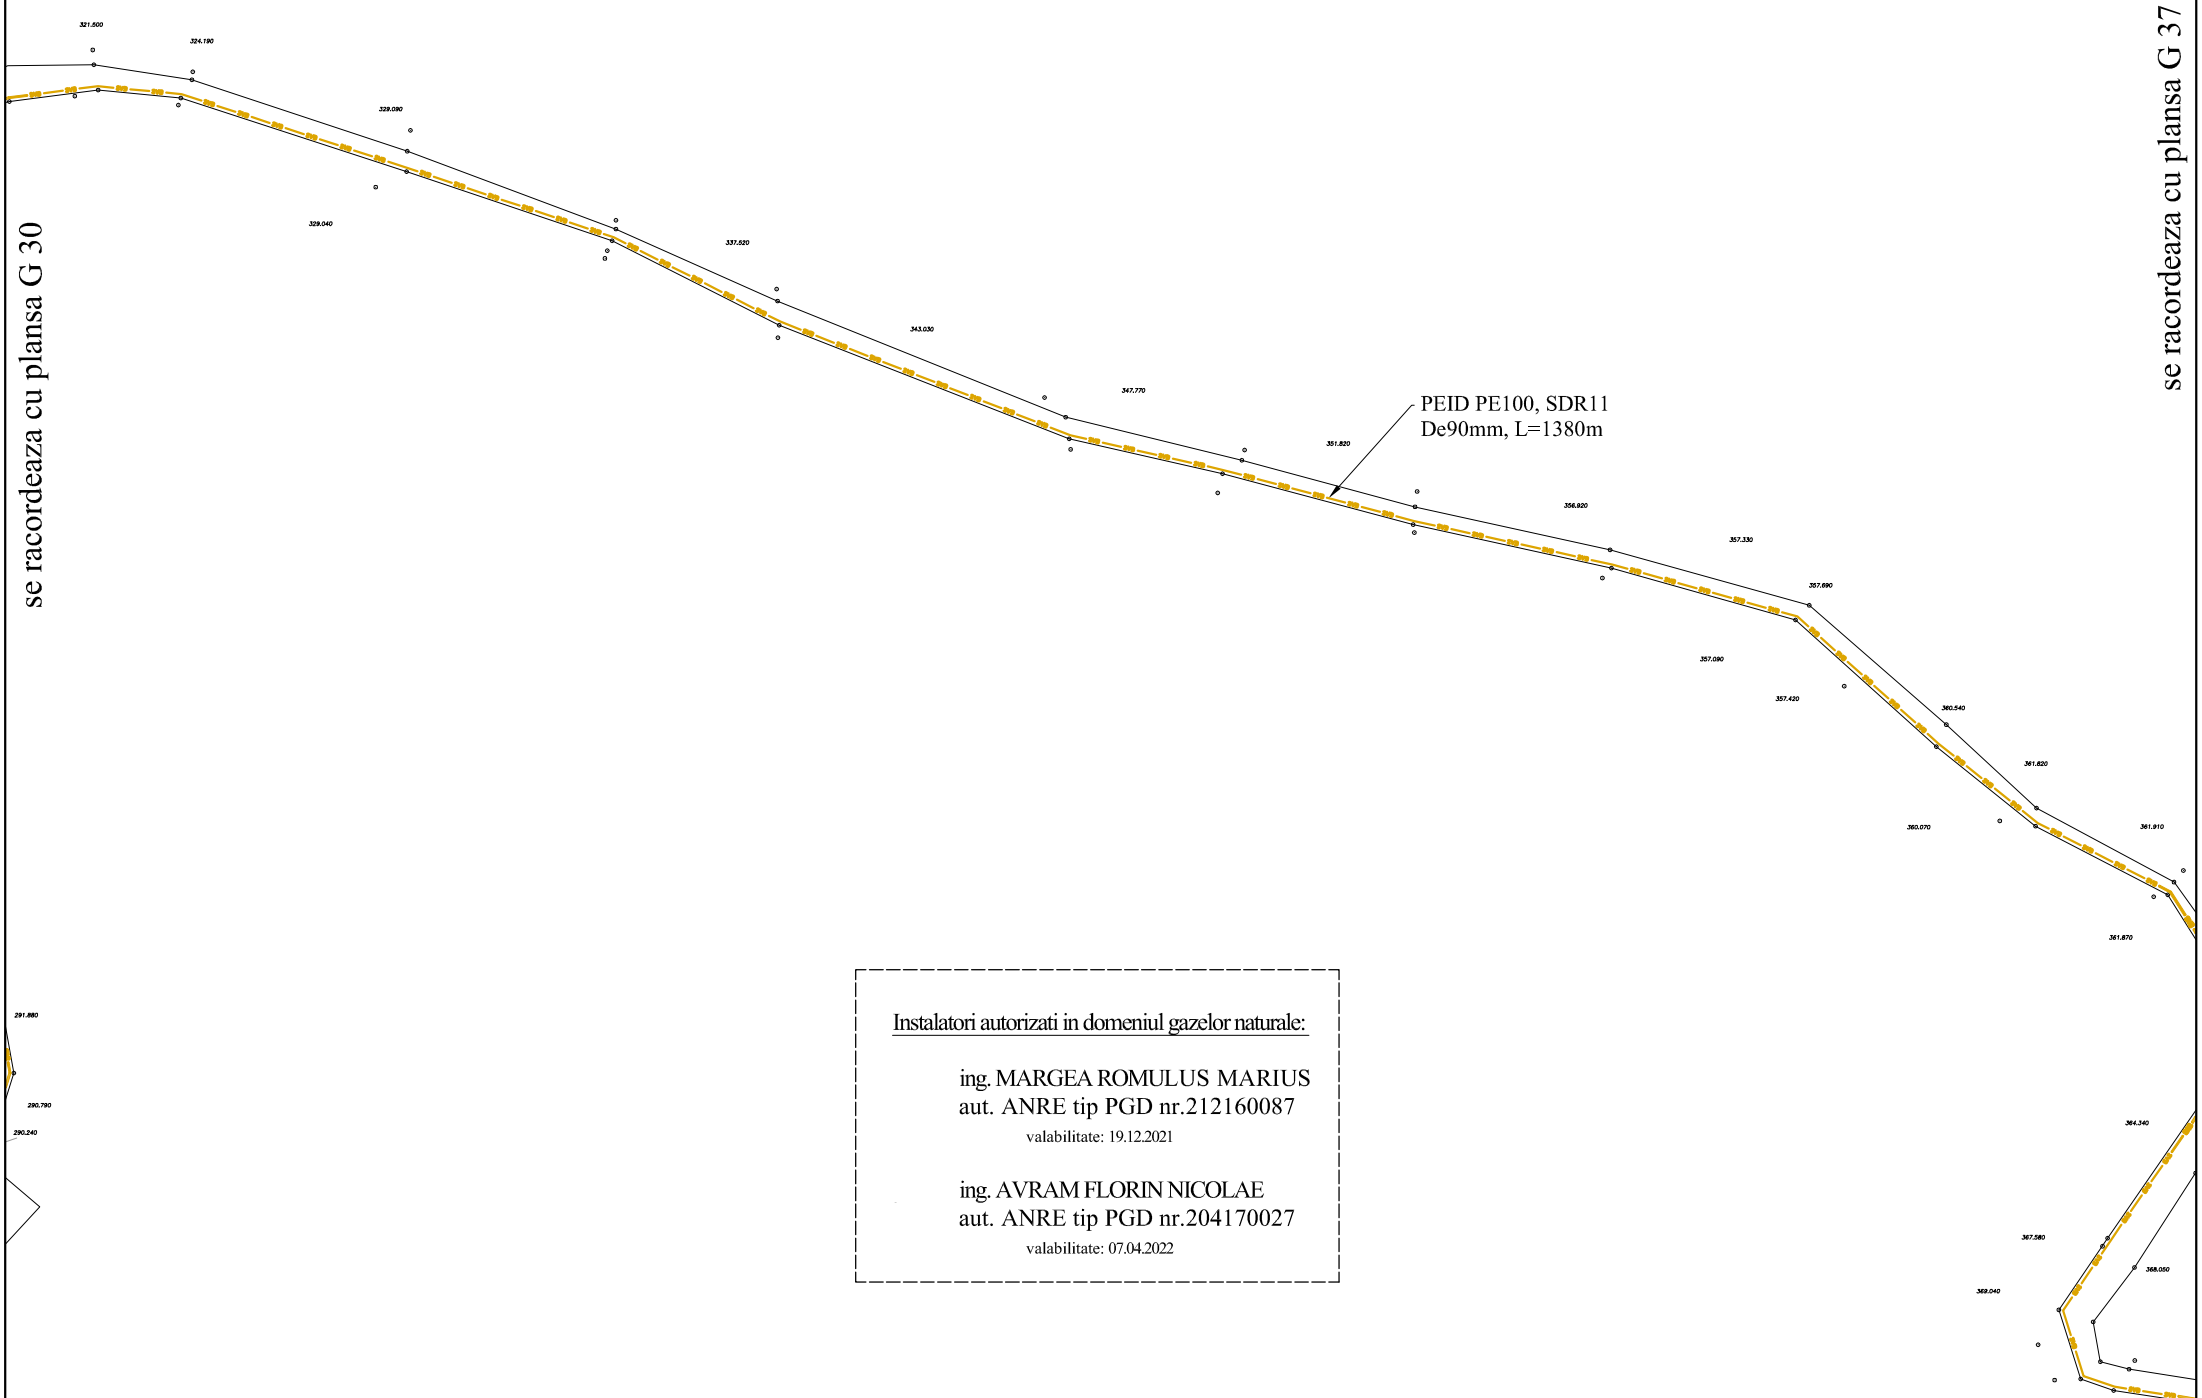 321.500
324.190
329.090
329.040
337.520
343.030
347.770
351.820
PEID PE100, SDR11
De90mm, L=1380m
356.920
357.330
357.690
357.090
357.420
360.540
361.820
360.070
361.910
361.870
se racordeaza cu plansa G 30
se racordeaza cu plansa G 37
291.880
290.790
290.240
Instalatori autorizati in domeniul gazelor naturale:
ing. MARGEA ROMULUS MARIUS
aut. ANRE tip PGD nr.212160087
valabilitate: 19.12.2021
ing. AVRAM FLORIN NICOLAE
aut. ANRE tip PGD nr.204170027
valabilitate: 07.04.2022
364.340
367.580
368.050
369.040